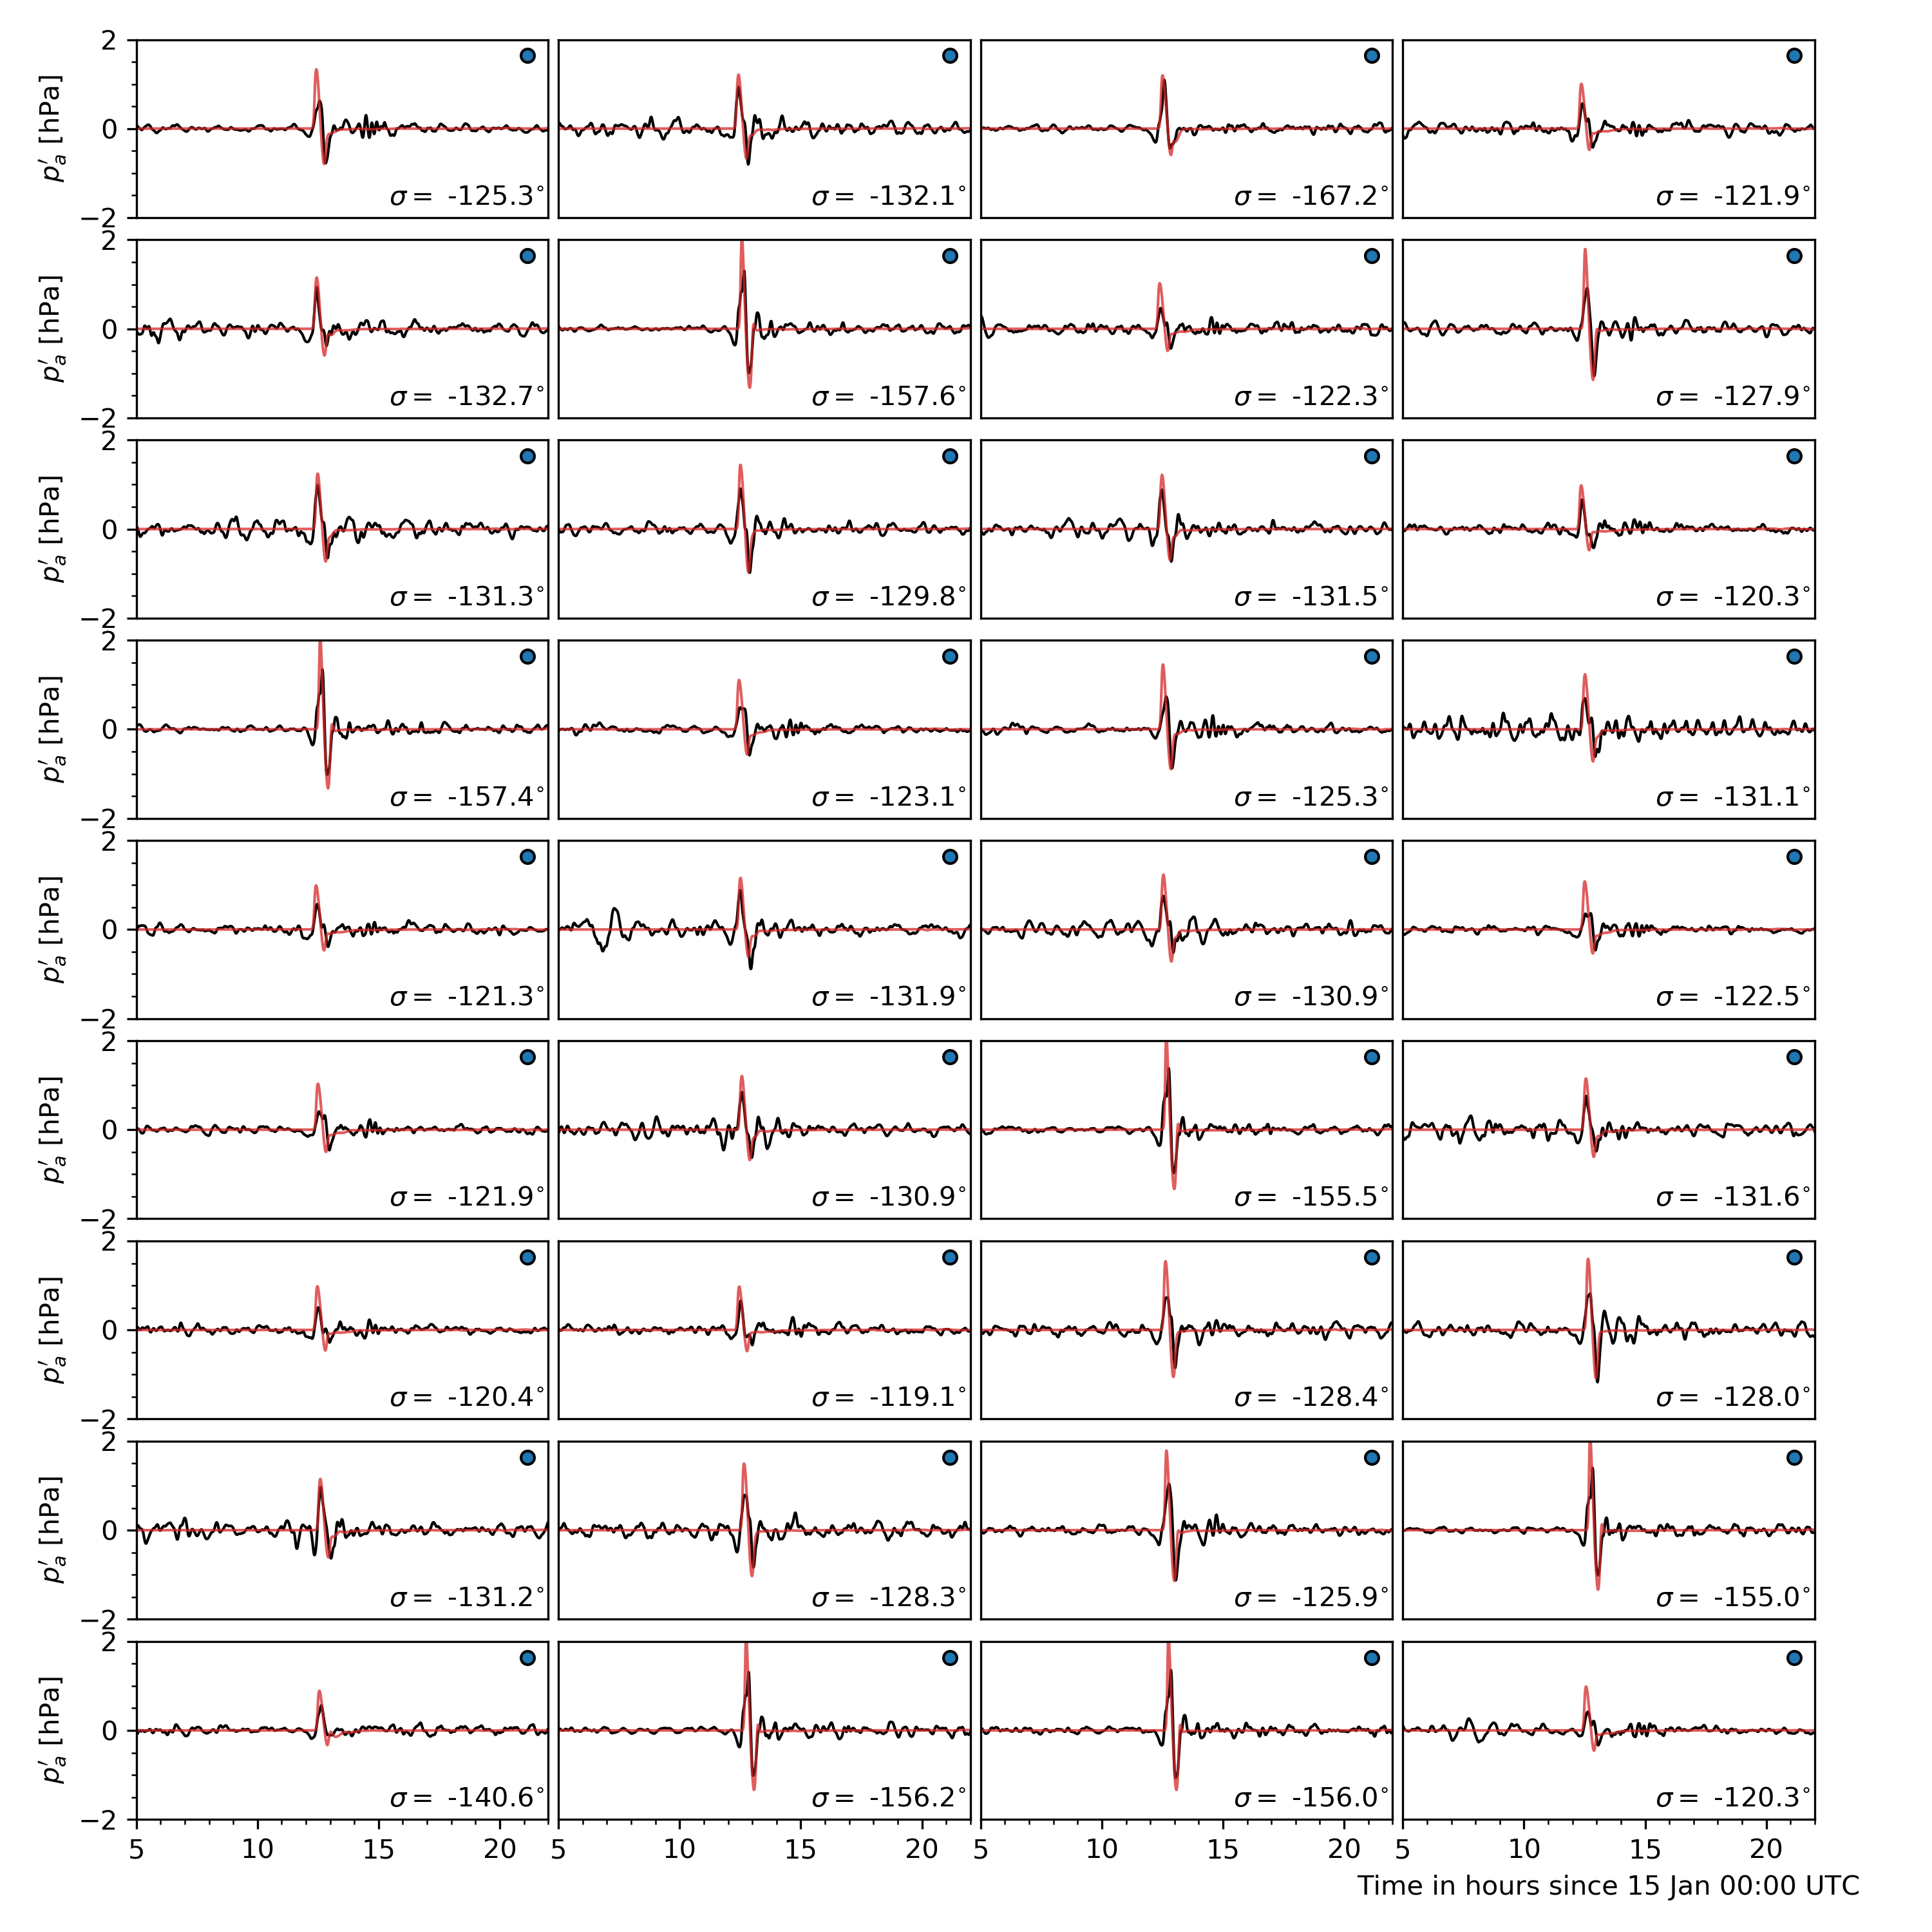 2
p′a [hPa]
0
−2
σ = -125.3°
σ = -132.1°
σ = -167.2°
σ = -121.9°
2
p′a [hPa]
0
−2
σ = -132.7°
σ = -157.6°
σ = -122.3°
σ = -127.9°
2
p′a [hPa]
0
−2
σ = -131.3°
σ = -129.8°
σ = -131.5°
σ = -120.3°
2
p′a [hPa]
0
−2
σ = -157.4°
σ = -123.1°
σ = -125.3°
σ = -131.1°
2
p′a [hPa]
0
−2
σ = -121.3°
σ = -131.9°
σ = -130.9°
σ = -122.5°
2
p′a [hPa]
0
−2
σ = -121.9°
σ = -130.9°
σ = -155.5°
σ = -131.6°
2
p′a [hPa]
0
−2
σ = -120.4°
σ = -119.1°
σ = -128.4°
σ = -128.0°
2
p′a [hPa]
0
−2
σ = -131.2°
σ = -128.3°
σ = -125.9°
σ = -155.0°
2
p′a [hPa]
0
−2
σ = -140.6°
σ = -156.2°
σ = -156.0°
σ = -120.3°
5 10 15 20 5 10 15 20 5 10 15 20 5 10 15 20
Time in hours since 15 Jan 00:00 UTC